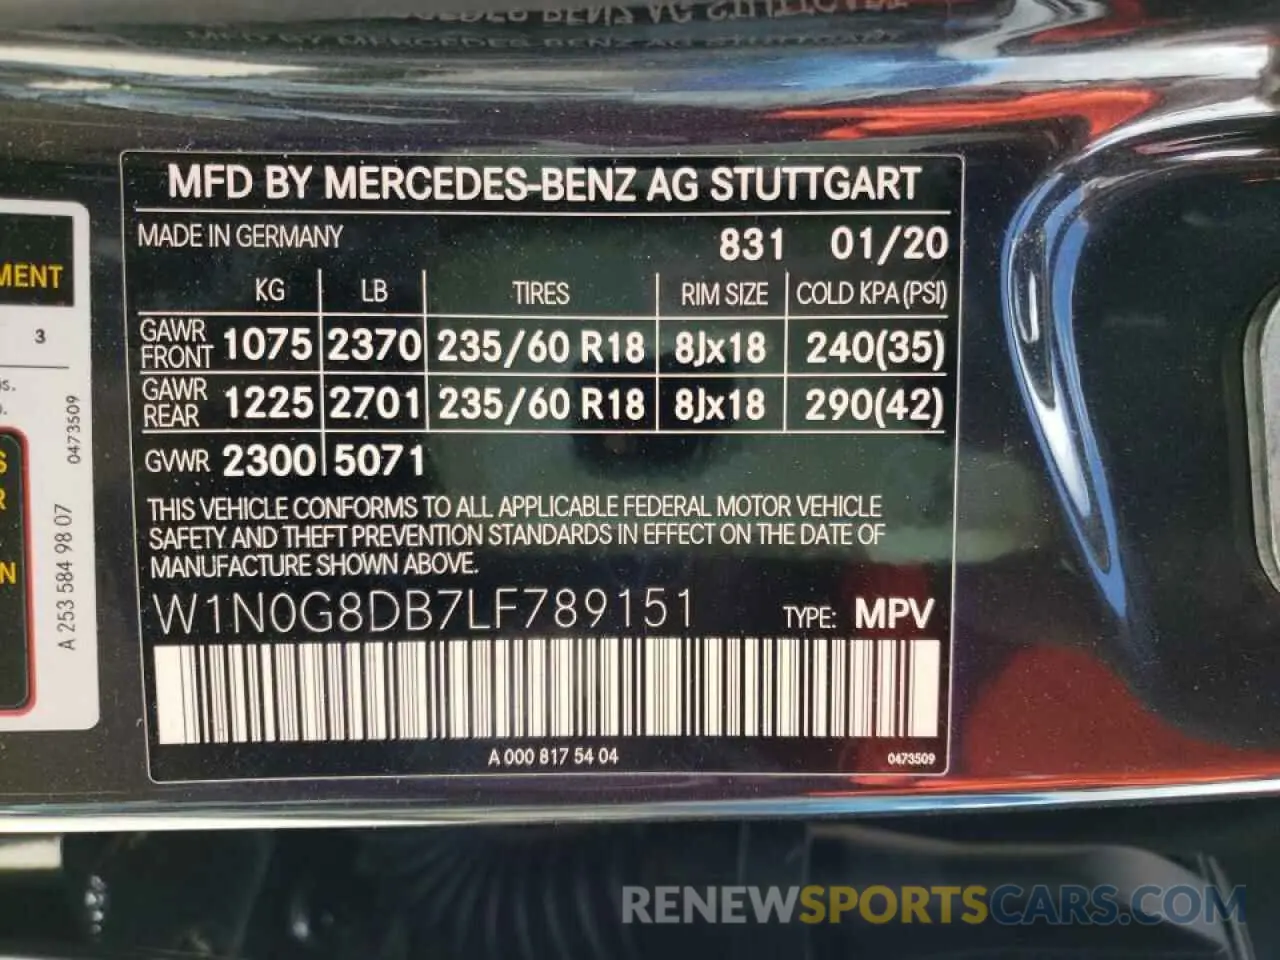 MFD BY MERCEDES-BENZ AG STUTTGART
MADE IN GERMANY 831 01/20
KG LB TIRES RIM SIZE COLD KPA (PSI)
GAWR FRONT 1075 2370 235/60 R18 8Jx18 240(35)
GAWR REAR 1225 2701 235/60 R18 8Jx18 290(42)
GVWR 2300 5071
THIS VEHICLE CONFORMS TO ALL APPLICABLE FEDERAL MOTOR VEHICLE
SAFETY AND THEFT PREVENTION STANDARDS IN EFFECT ON THE DATE OF
MANUFACTURE SHOWN ABOVE.
W1N0G8DB7LF789151 TYPE: MPV
A 000 817 54 04 0473509
MENT
3
0473509
A 253 584 98 07
RENEWSPORTSCARS.COM